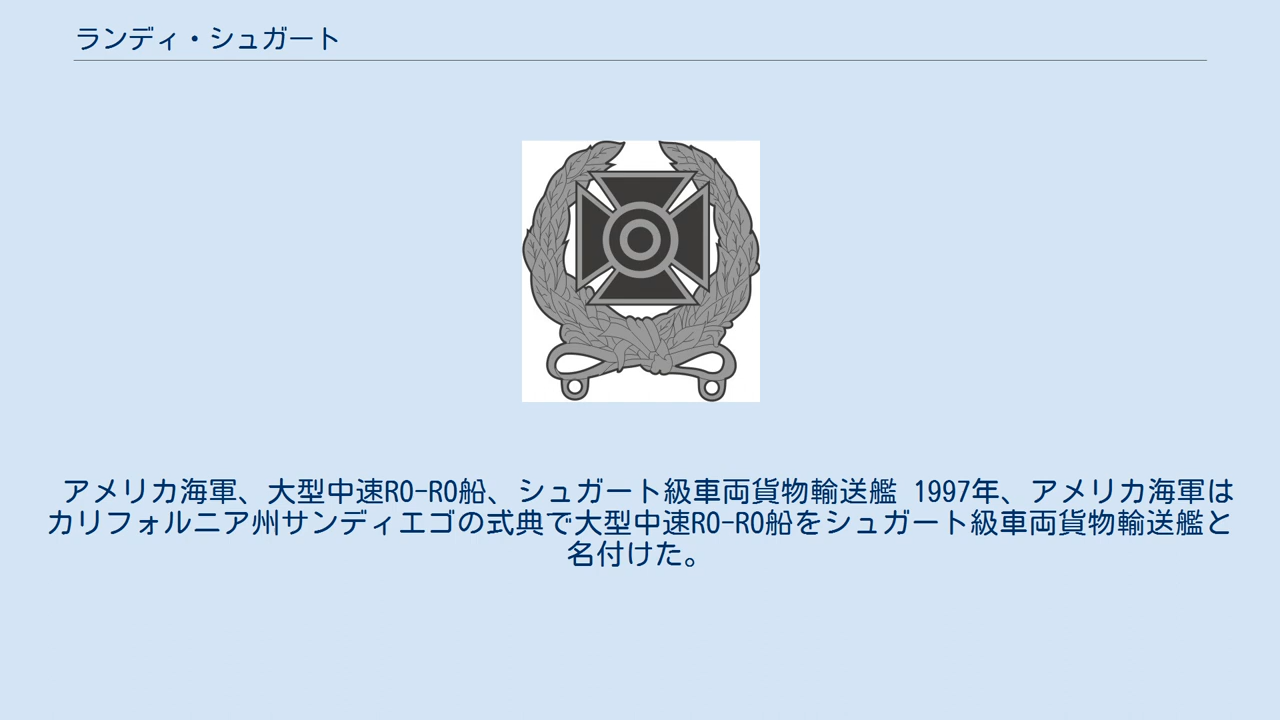 ランディ・シュガート
アメリカ海軍、大型中速RO-RO船、シュガート級車両貨物輸送艦 1997年、アメリカ海軍は
カリフォルニア州サンディエゴの式典で大型中速RO-RO船をシュガート級車両貨物輸送艦と
名付けた。